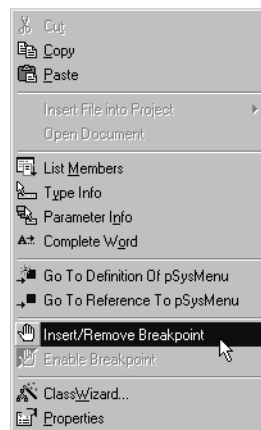 Cut
Copy
Paste
Insert File into Project
Open Document
List Members
Type Info
Parameter Info
Complete Word
Go To Definition Of pSysMenu
Go To Reference To pSysMenu
Insert/Remove Breakpoint
Enable Breakpoint
ClassWizard...
Properties